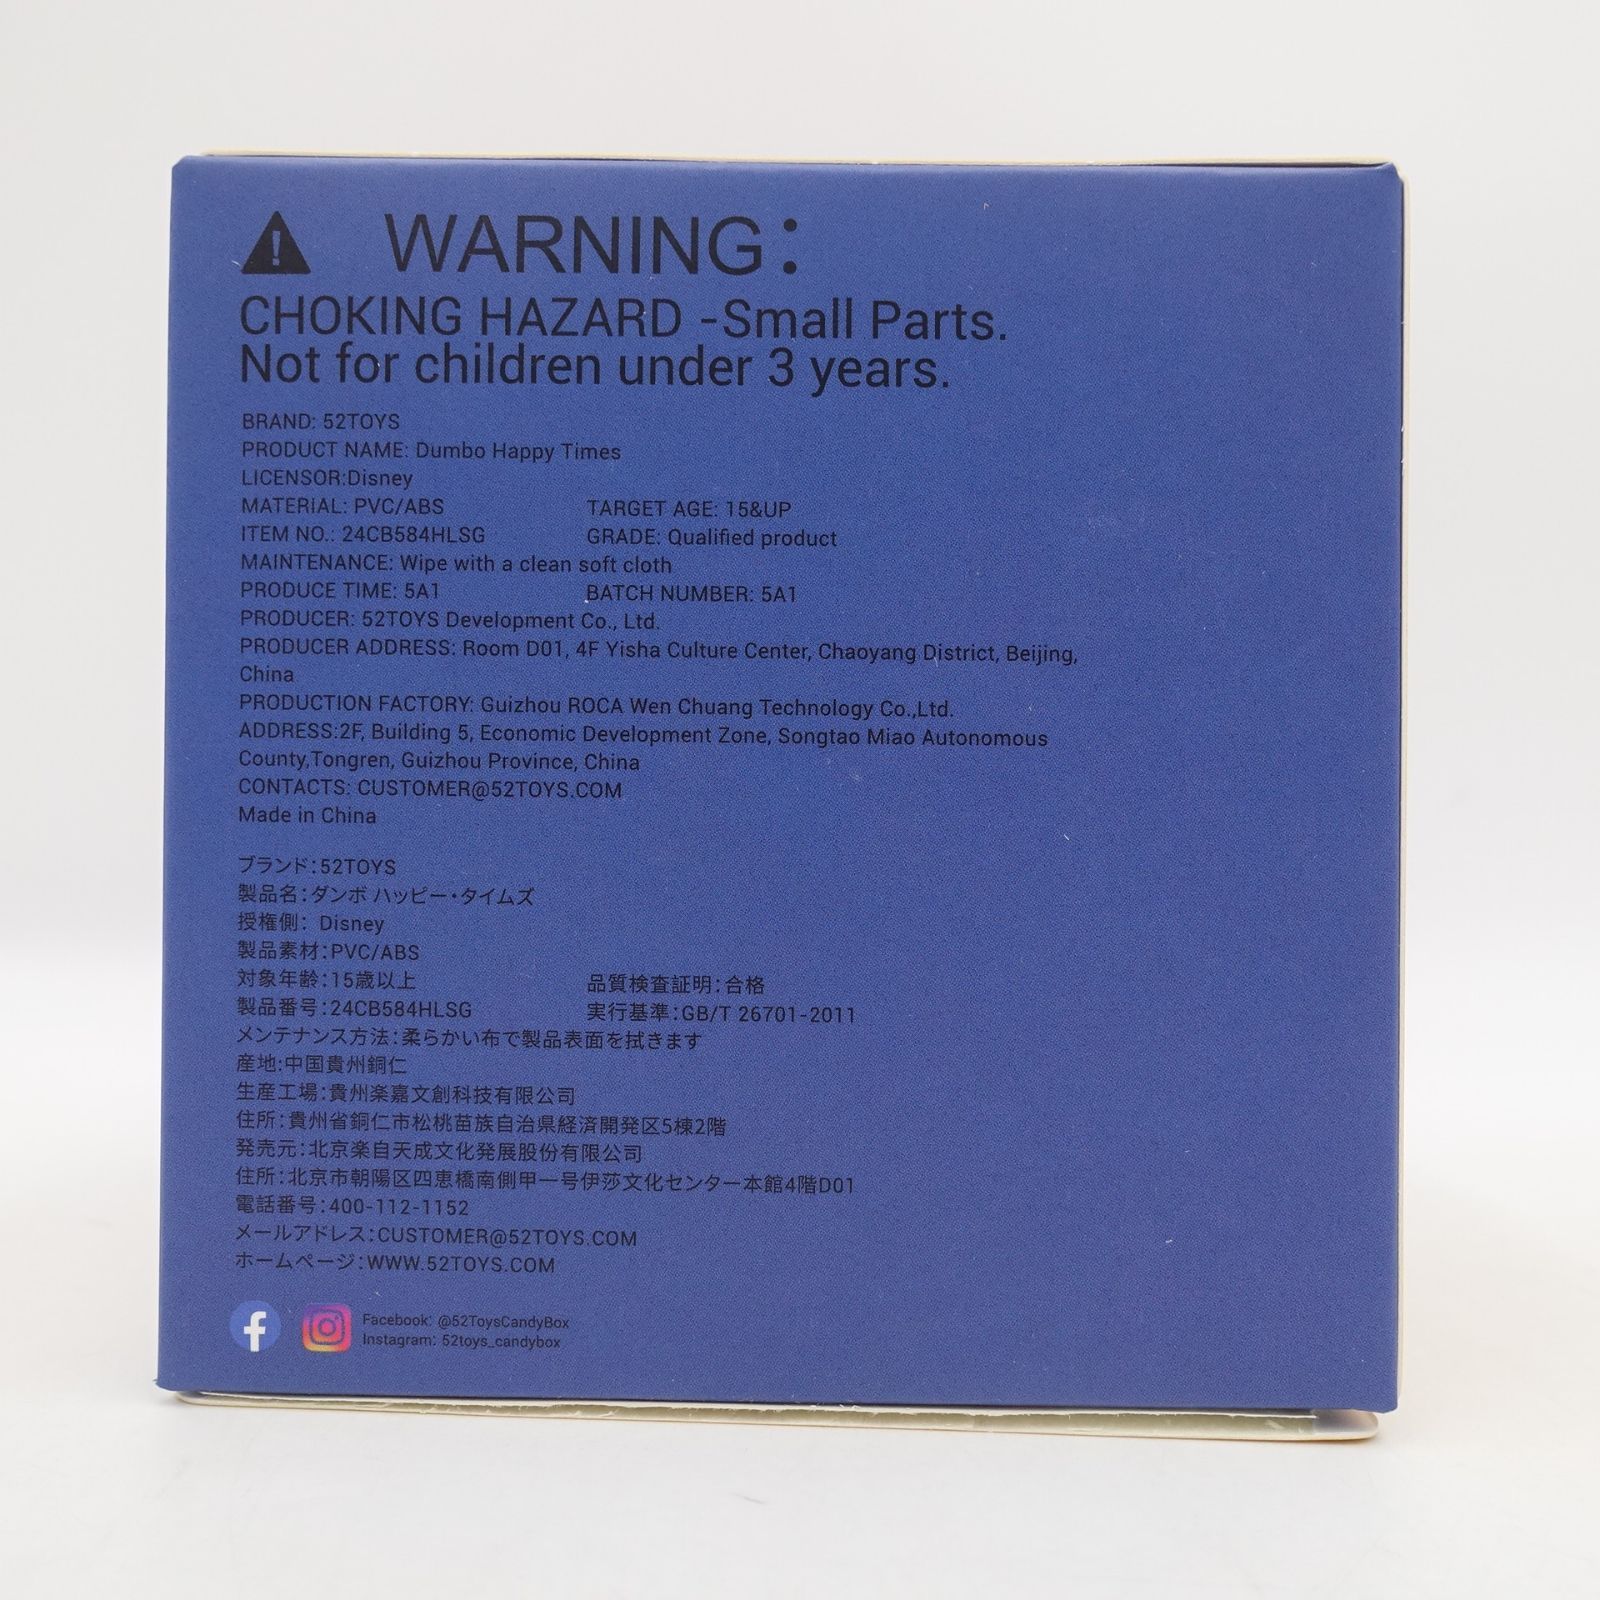 WARNING:
CHOKING HAZARD -Small Parts.
Not for children under 3 years.
BRAND: 52TOYS
PRODUCT NAME: Dumbo Happy Times
LICENSOR:Disney
MATERIAL: PVC/ABS TARGET AGE: 15&UP
ITEM NO.: 24CB584HLSG GRADE: Qualified product
MAINTENANCE: Wipe with a clean soft cloth
PRODUCE TIME: 5A1 BATCH NUMBER: 5A1
PRODUCER: 52TOYS Development Co., Ltd.
PRODUCER ADDRESS: Room D01, 4F Yisha Culture Center, Chaoyang District, Beijing,
China
PRODUCTION FACTORY: Guizhou ROCA Wen Chuang Technology Co.,Ltd.
ADDRESS:2F, Building 5, Economic Development Zone, Songtao Miao Autonomous
County,Tongren, Guizhou Province, China
CONTACTS: CUSTOMER@52TOYS.COM
Made in China
ブランド:52TOYS
製品名:ダンボ ハッピー・タイムズ
授権側: Disney
製品素材:PVC/ABS
対象年齢:15歳以上 品質検査証明:合格
製品番号:24CB584HLSG 実行基準:GB/T 26701-2011
メンテナンス方法:柔らかい布で製品表面を拭きます
産地:中国貴州銅仁
生産工場:貴州楽嘉文創科技有限公司
住所:貴州省銅仁市松桃苗族自治県経済開発区5棟2階
発売元:北京楽自天成文化発展股份有限公司
住所:北京市朝陽区四恵橋南側甲一号伊莎文化センター本館4階D01
電話番号:400-112-1152
メールアドレス:CUSTOMER@52TOYS.COM
ホームページ:WWW.52TOYS.COM
Facebook: @52ToysCandyBox
Instagram: 52toys_candybox